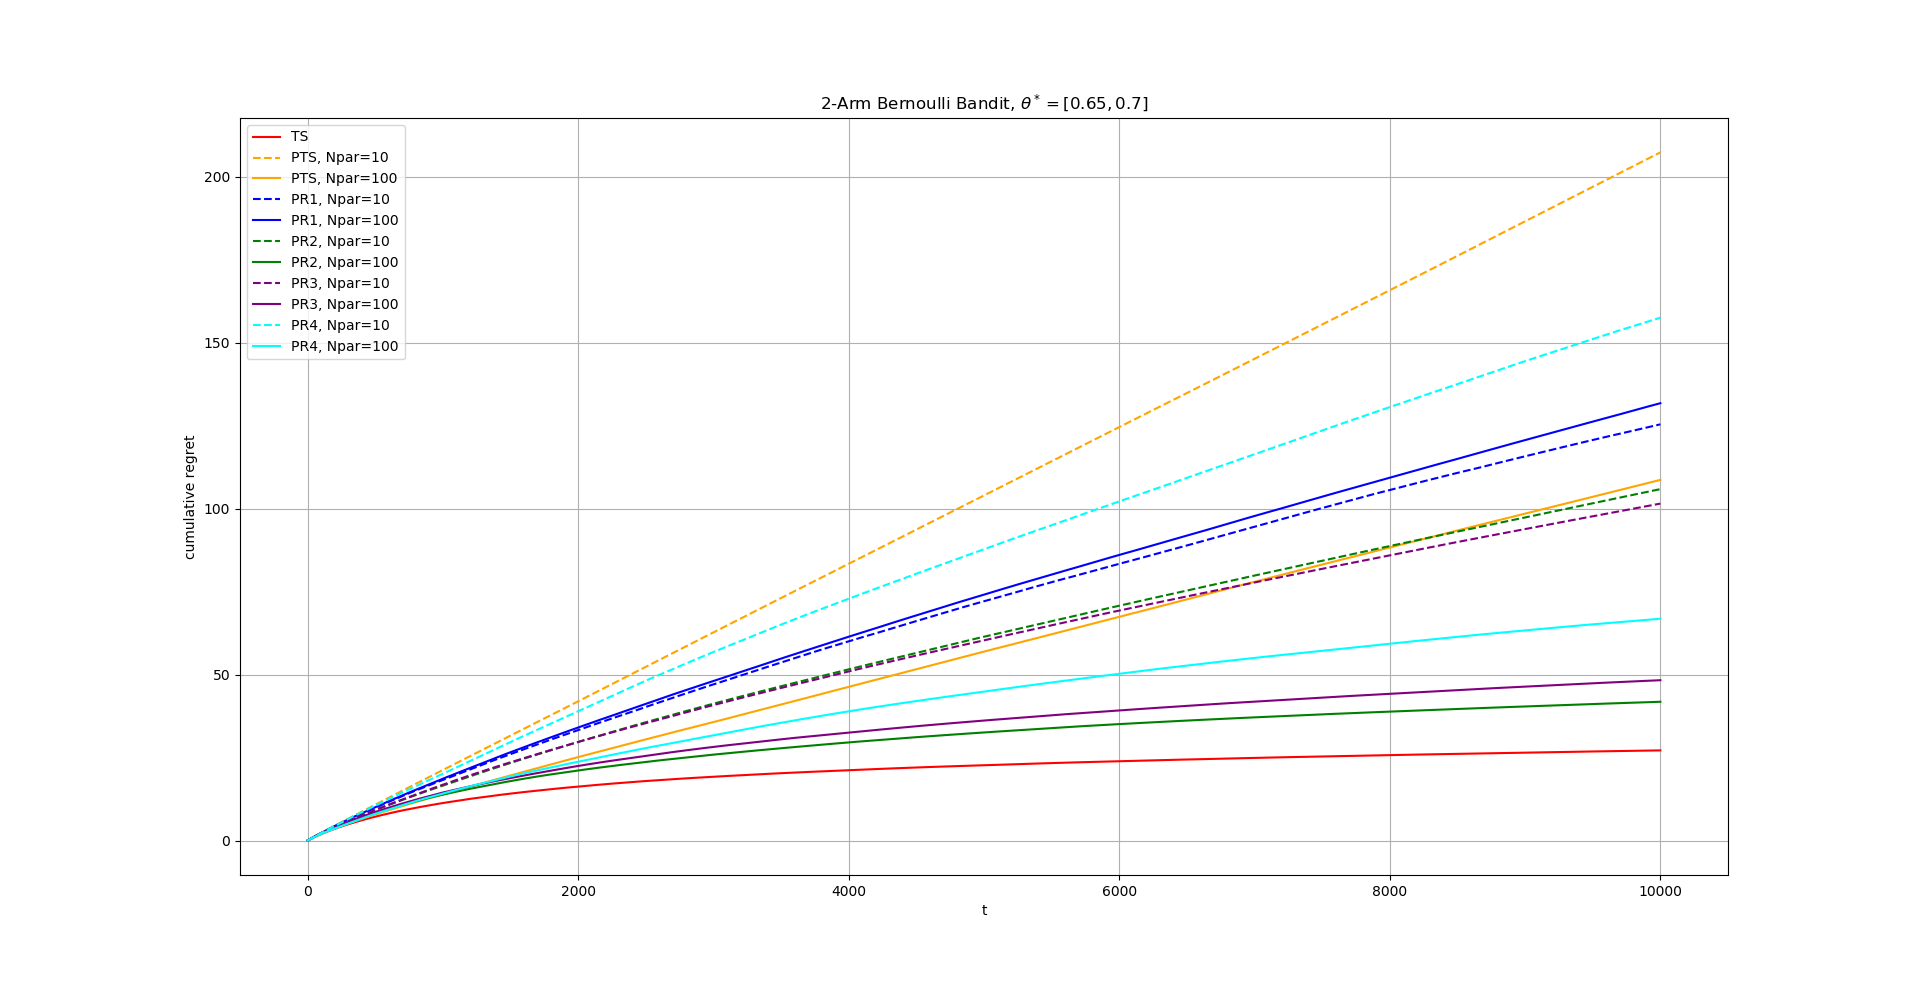 2-Arm Bernoulli Bandit, θ* = [0.65, 0.7]
TS
PTS, Npar=10
PTS, Npar=100
PR1, Npar=10
PR1, Npar=100
PR2, Npar=10
PR2, Npar=100
PR3, Npar=10
PR3, Npar=100
PR4, Npar=10
PR4, Npar=100
cumulative regret
200
150
100
50
0
0 2000 4000 6000 8000 10000
t